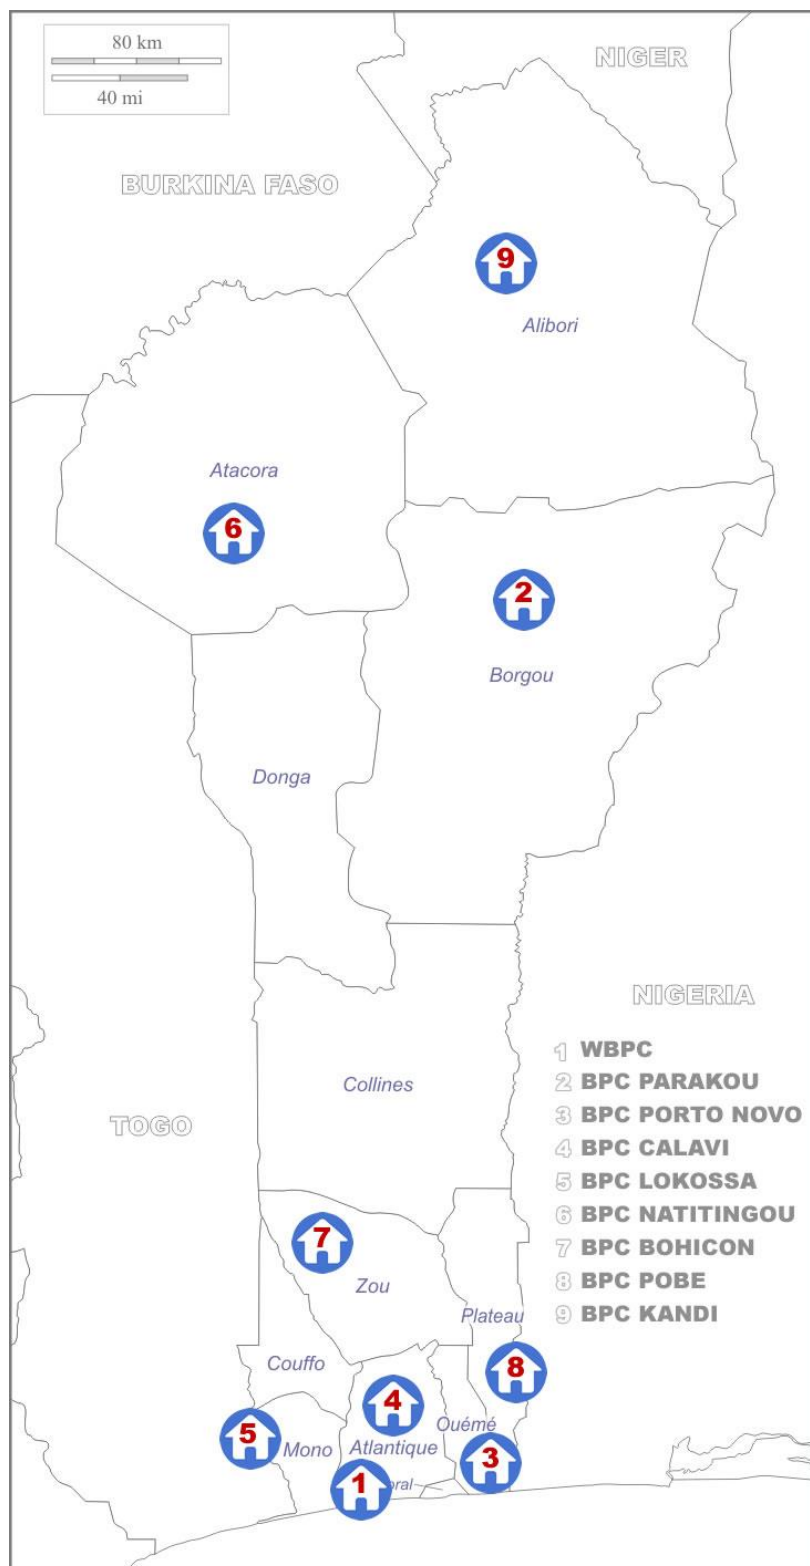 80 km
40 mi
NIGER
BURKINA FASO
9
Alibori
Atacora
6
2
Borgou
Donga
NIGERIA
1 WBPC
2 BPC PARAKOU
3 BPC PORTO NOVO
4 BPC CALAVI
5 BPC LOKOSSA
6 BPC NATITINGOU
7 BPC BOHICON
8 BPC POBE
9 BPC KANDI
Collines
TOGO
7
Zou
Plateau
Couffo
8
4
Ouémé
5
Mono
Atlantique
3
1
oral